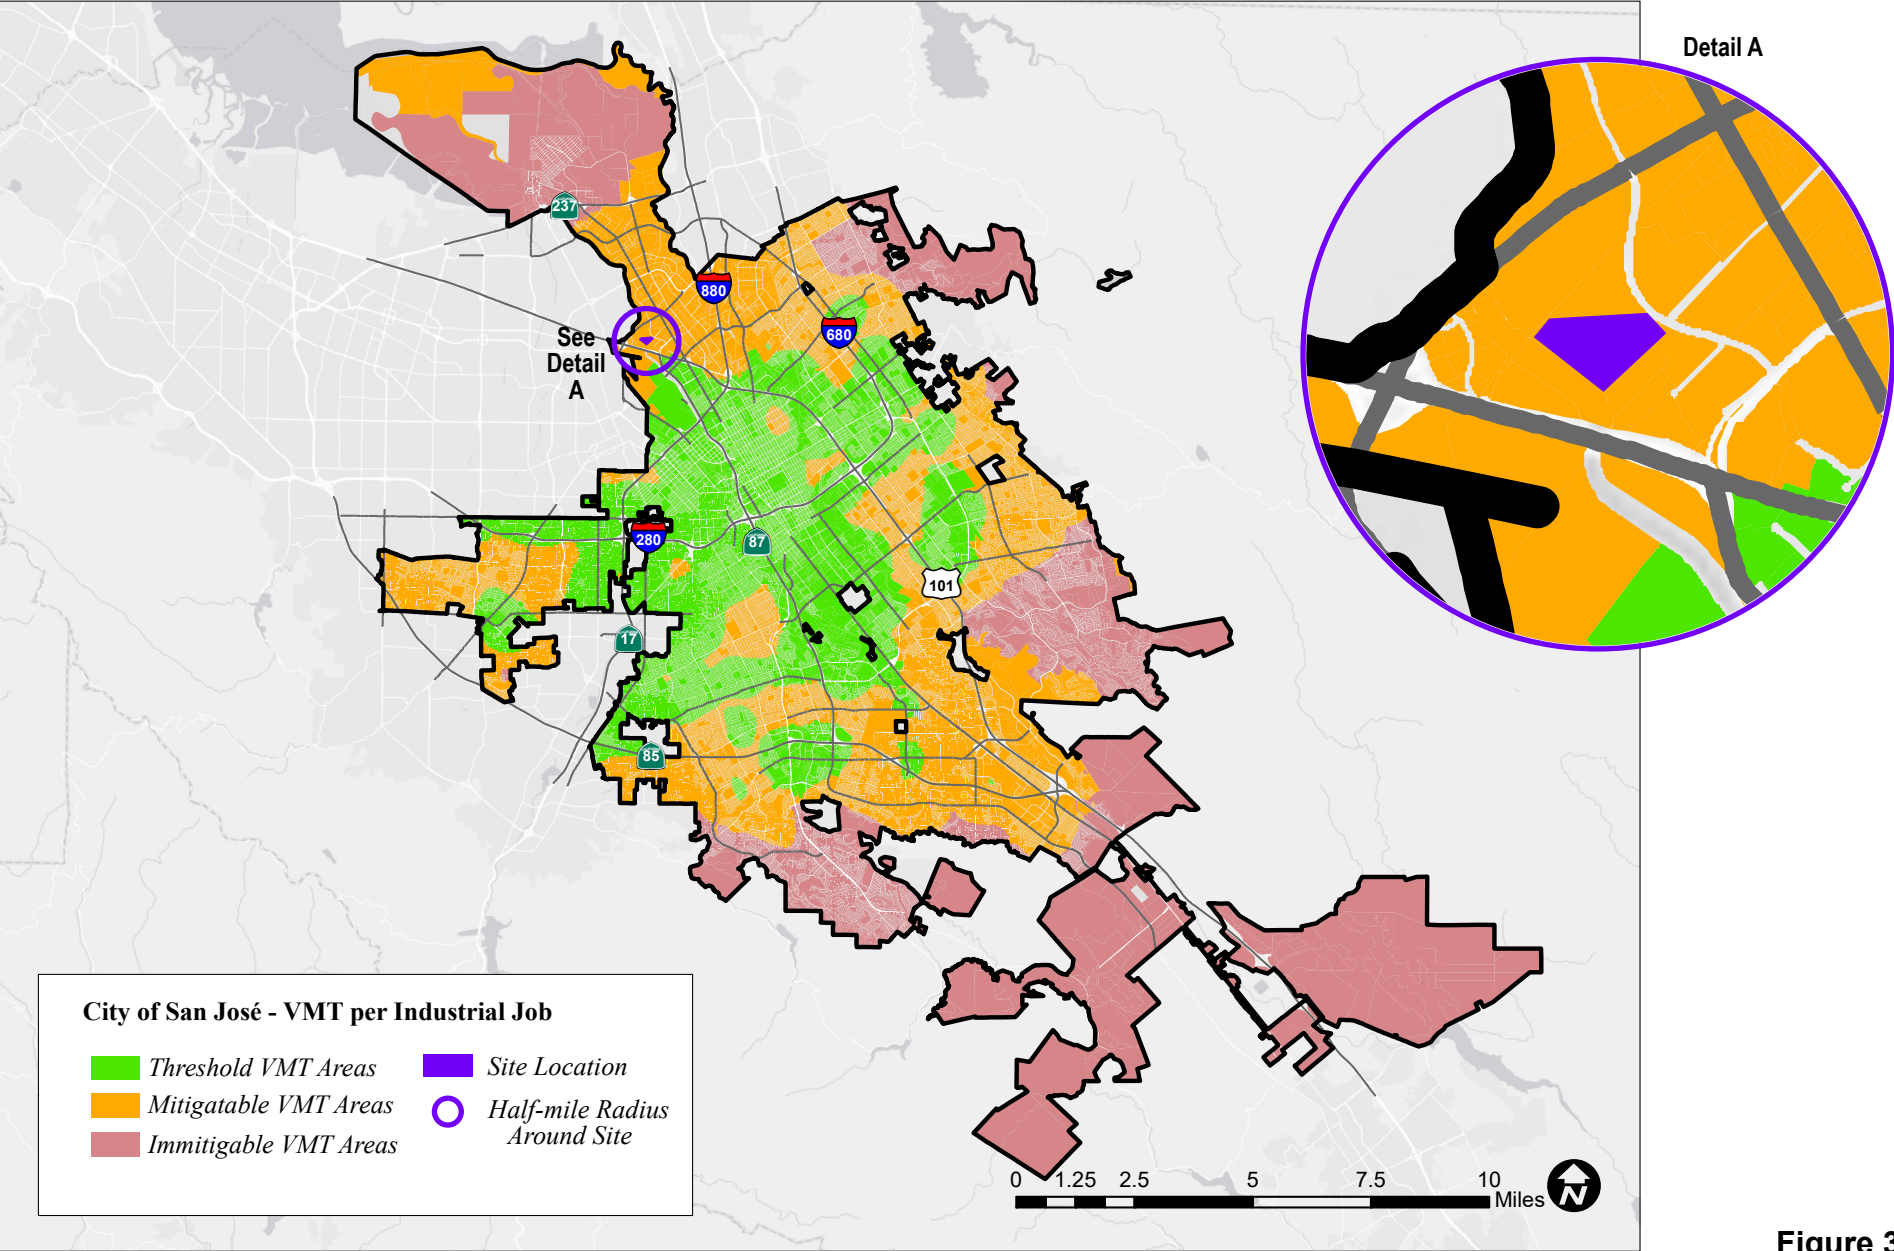 Detail A
237
880
680
See
Detail
A
280
87
101
17
85
City of San José - VMT per Industrial Job
Threshold VMT Areas
Mitigatable VMT Areas
Immitigable VMT Areas
Site Location
Half-mile Radius
Around Site
0 1.25 2.5 5 7.5 10
Miles
N
Figure 3